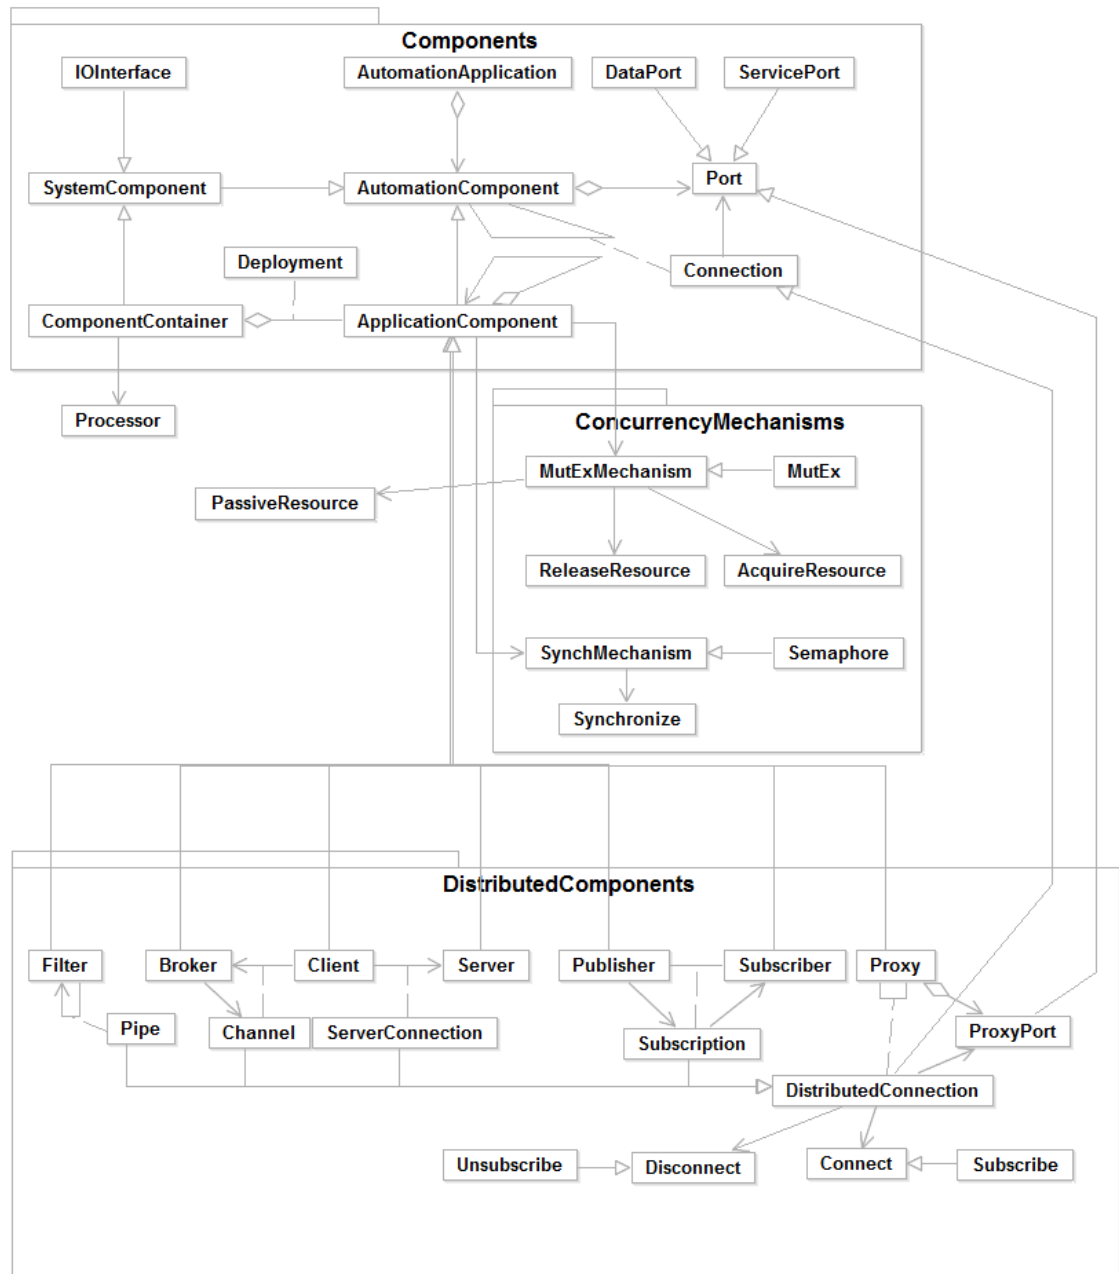 Components
IOInterface
AutomationApplication
DataPort
ServicePort
SystemComponent
AutomationComponent
Port
Deployment
Connection
ComponentContainer
ApplicationComponent
Processor
ConcurrencyMechanisms
MutExMechanism
MutEx
PassiveResource
ReleaseResource
AcquireResource
SynchMechanism
Semaphore
Synchronize
DistributedComponents
Filter
Broker
Client
Server
Publisher
Subscriber
Proxy
Pipe
Channel
ServerConnection
Subscription
ProxyPort
DistributedConnection
Unsubscribe
Disconnect
Connect
Subscribe